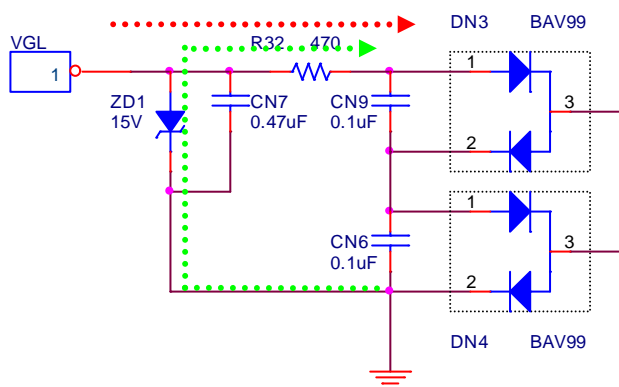 DN3 BAV99
VGL
R32 470
1
1
3
ZD1
15V
CN7
0.47uF
CN9
0.1uF
2
1
3
CN6
0.1uF
2
DN4 BAV99